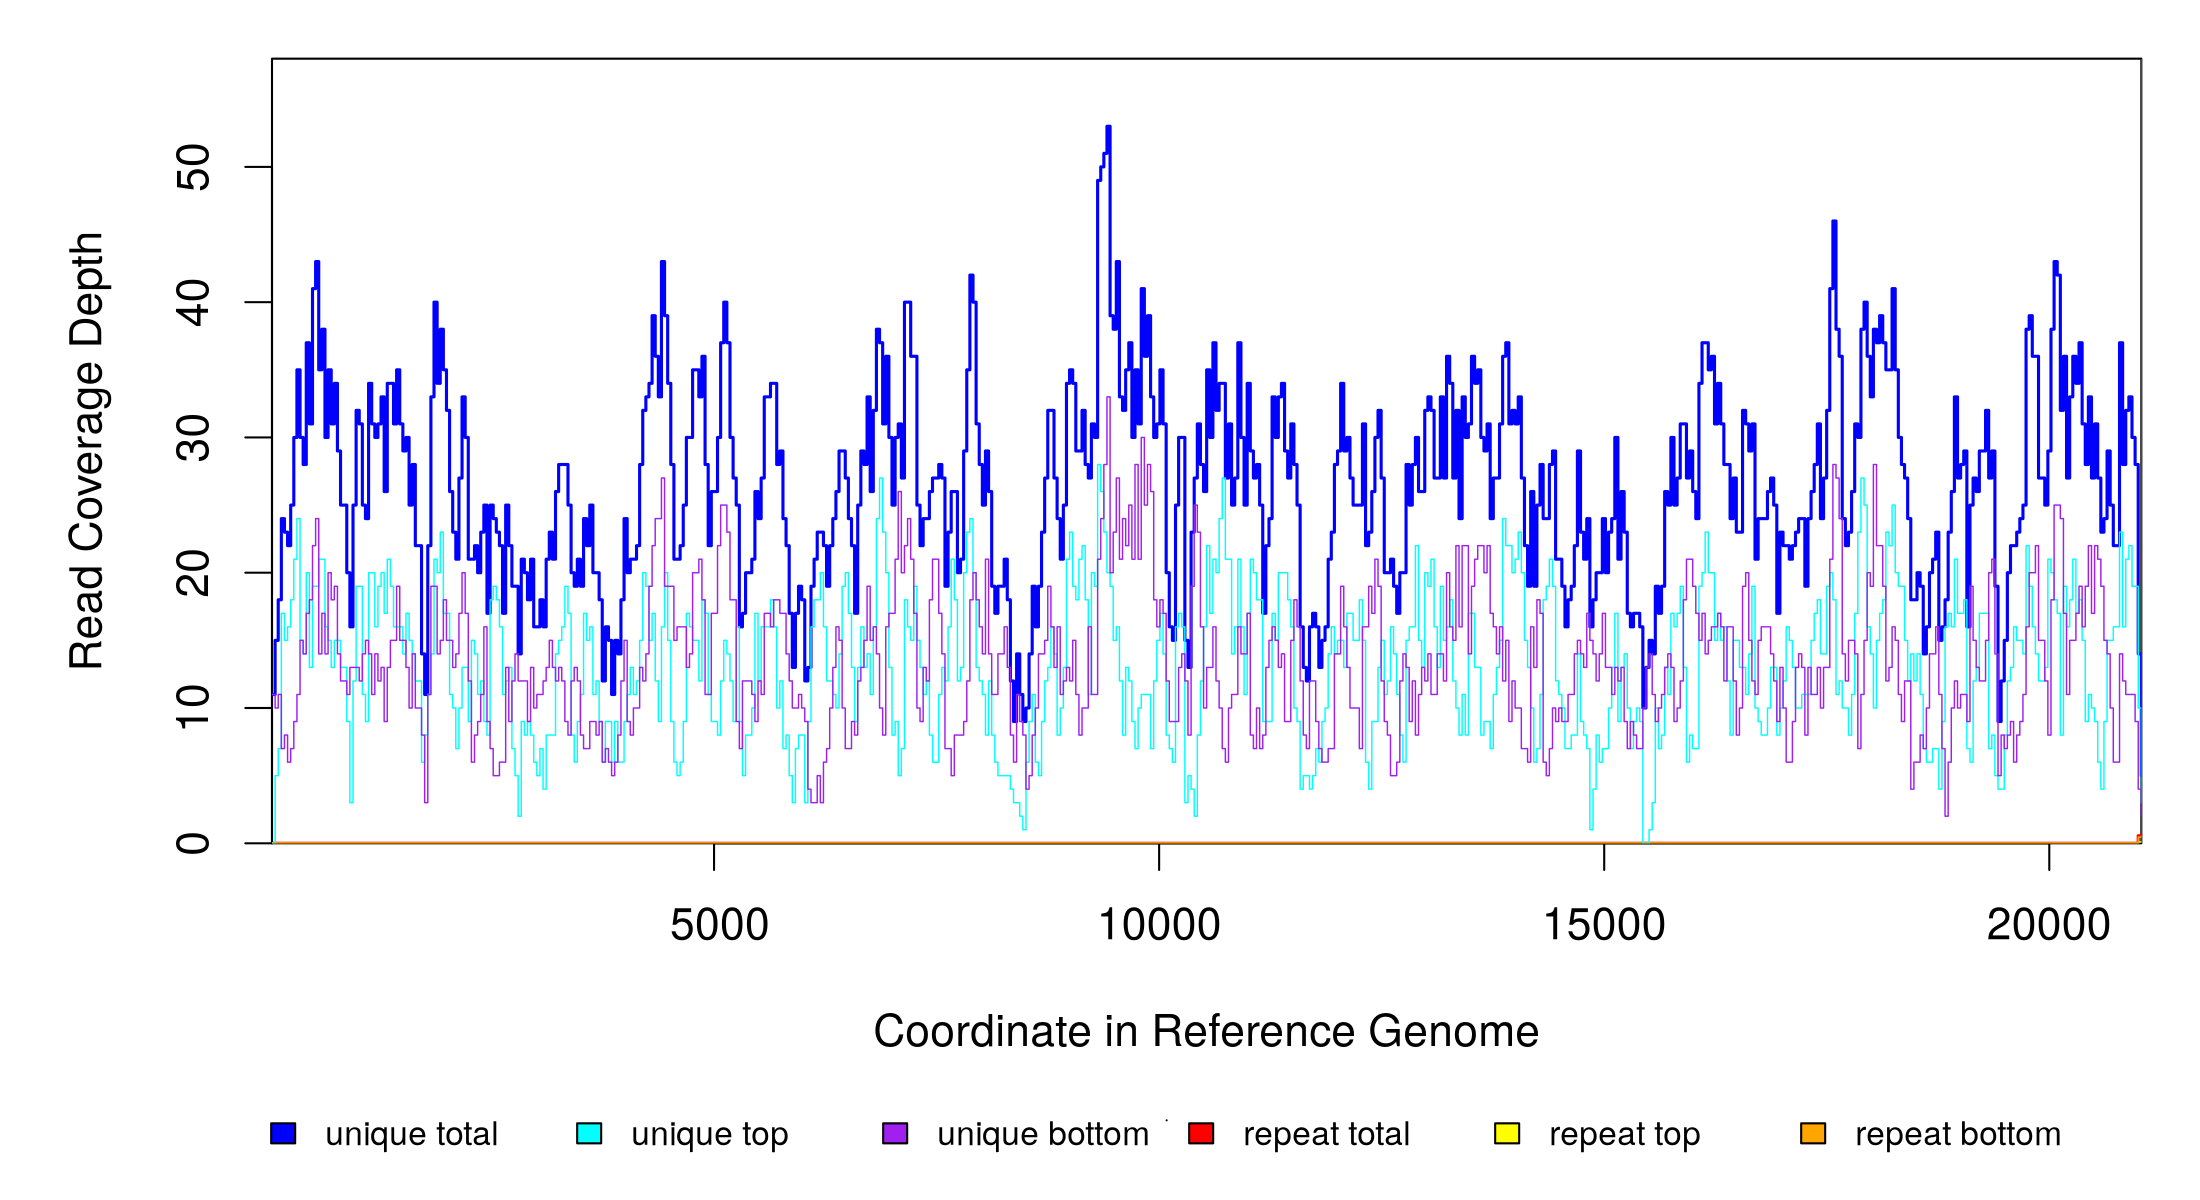 Read Coverage Depth
50
40
30
20
10
0
5000 10000 15000 20000
Coordinate in Reference Genome
unique total unique top unique bottom repeat total repeat top repeat bottom